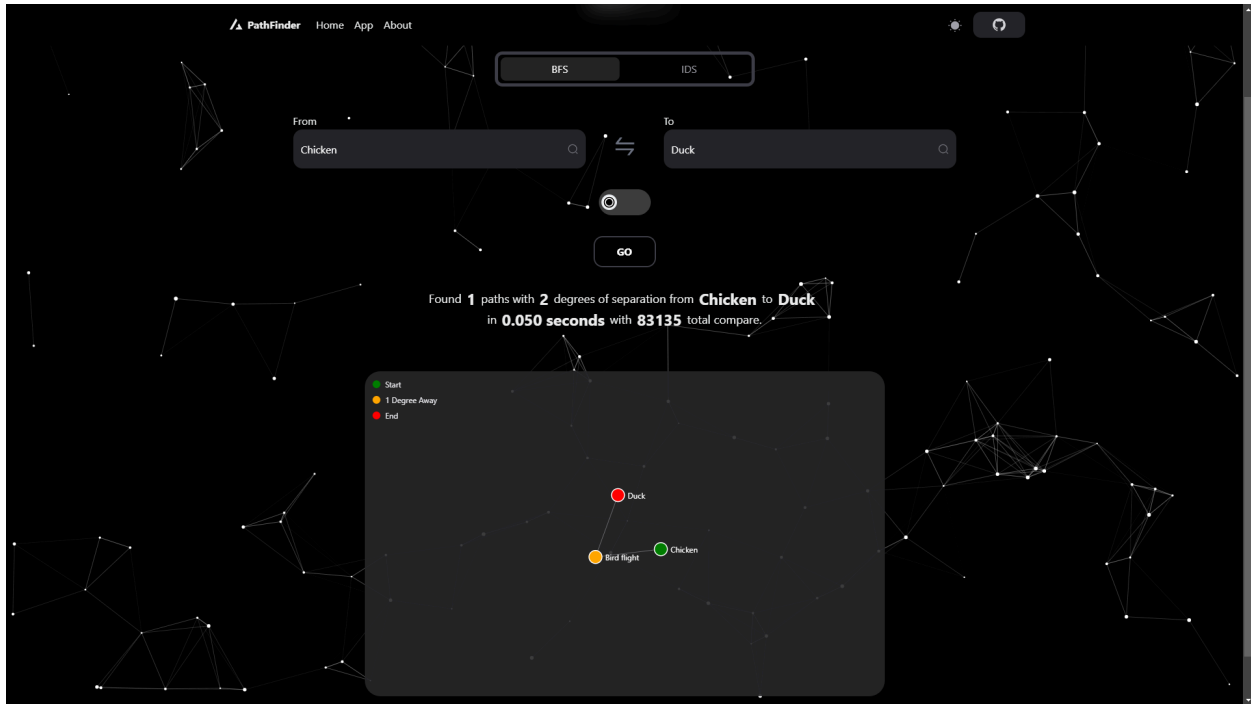 PathFinder Home App About
BFS IDS
From To
Chicken Duck
GO
Found 1 paths with 2 degrees of separation from Chicken to Duck
in 0.050 seconds with 83135 total compare.
Start
1 Degree Away
End
Duck
Chicken
Bird flight